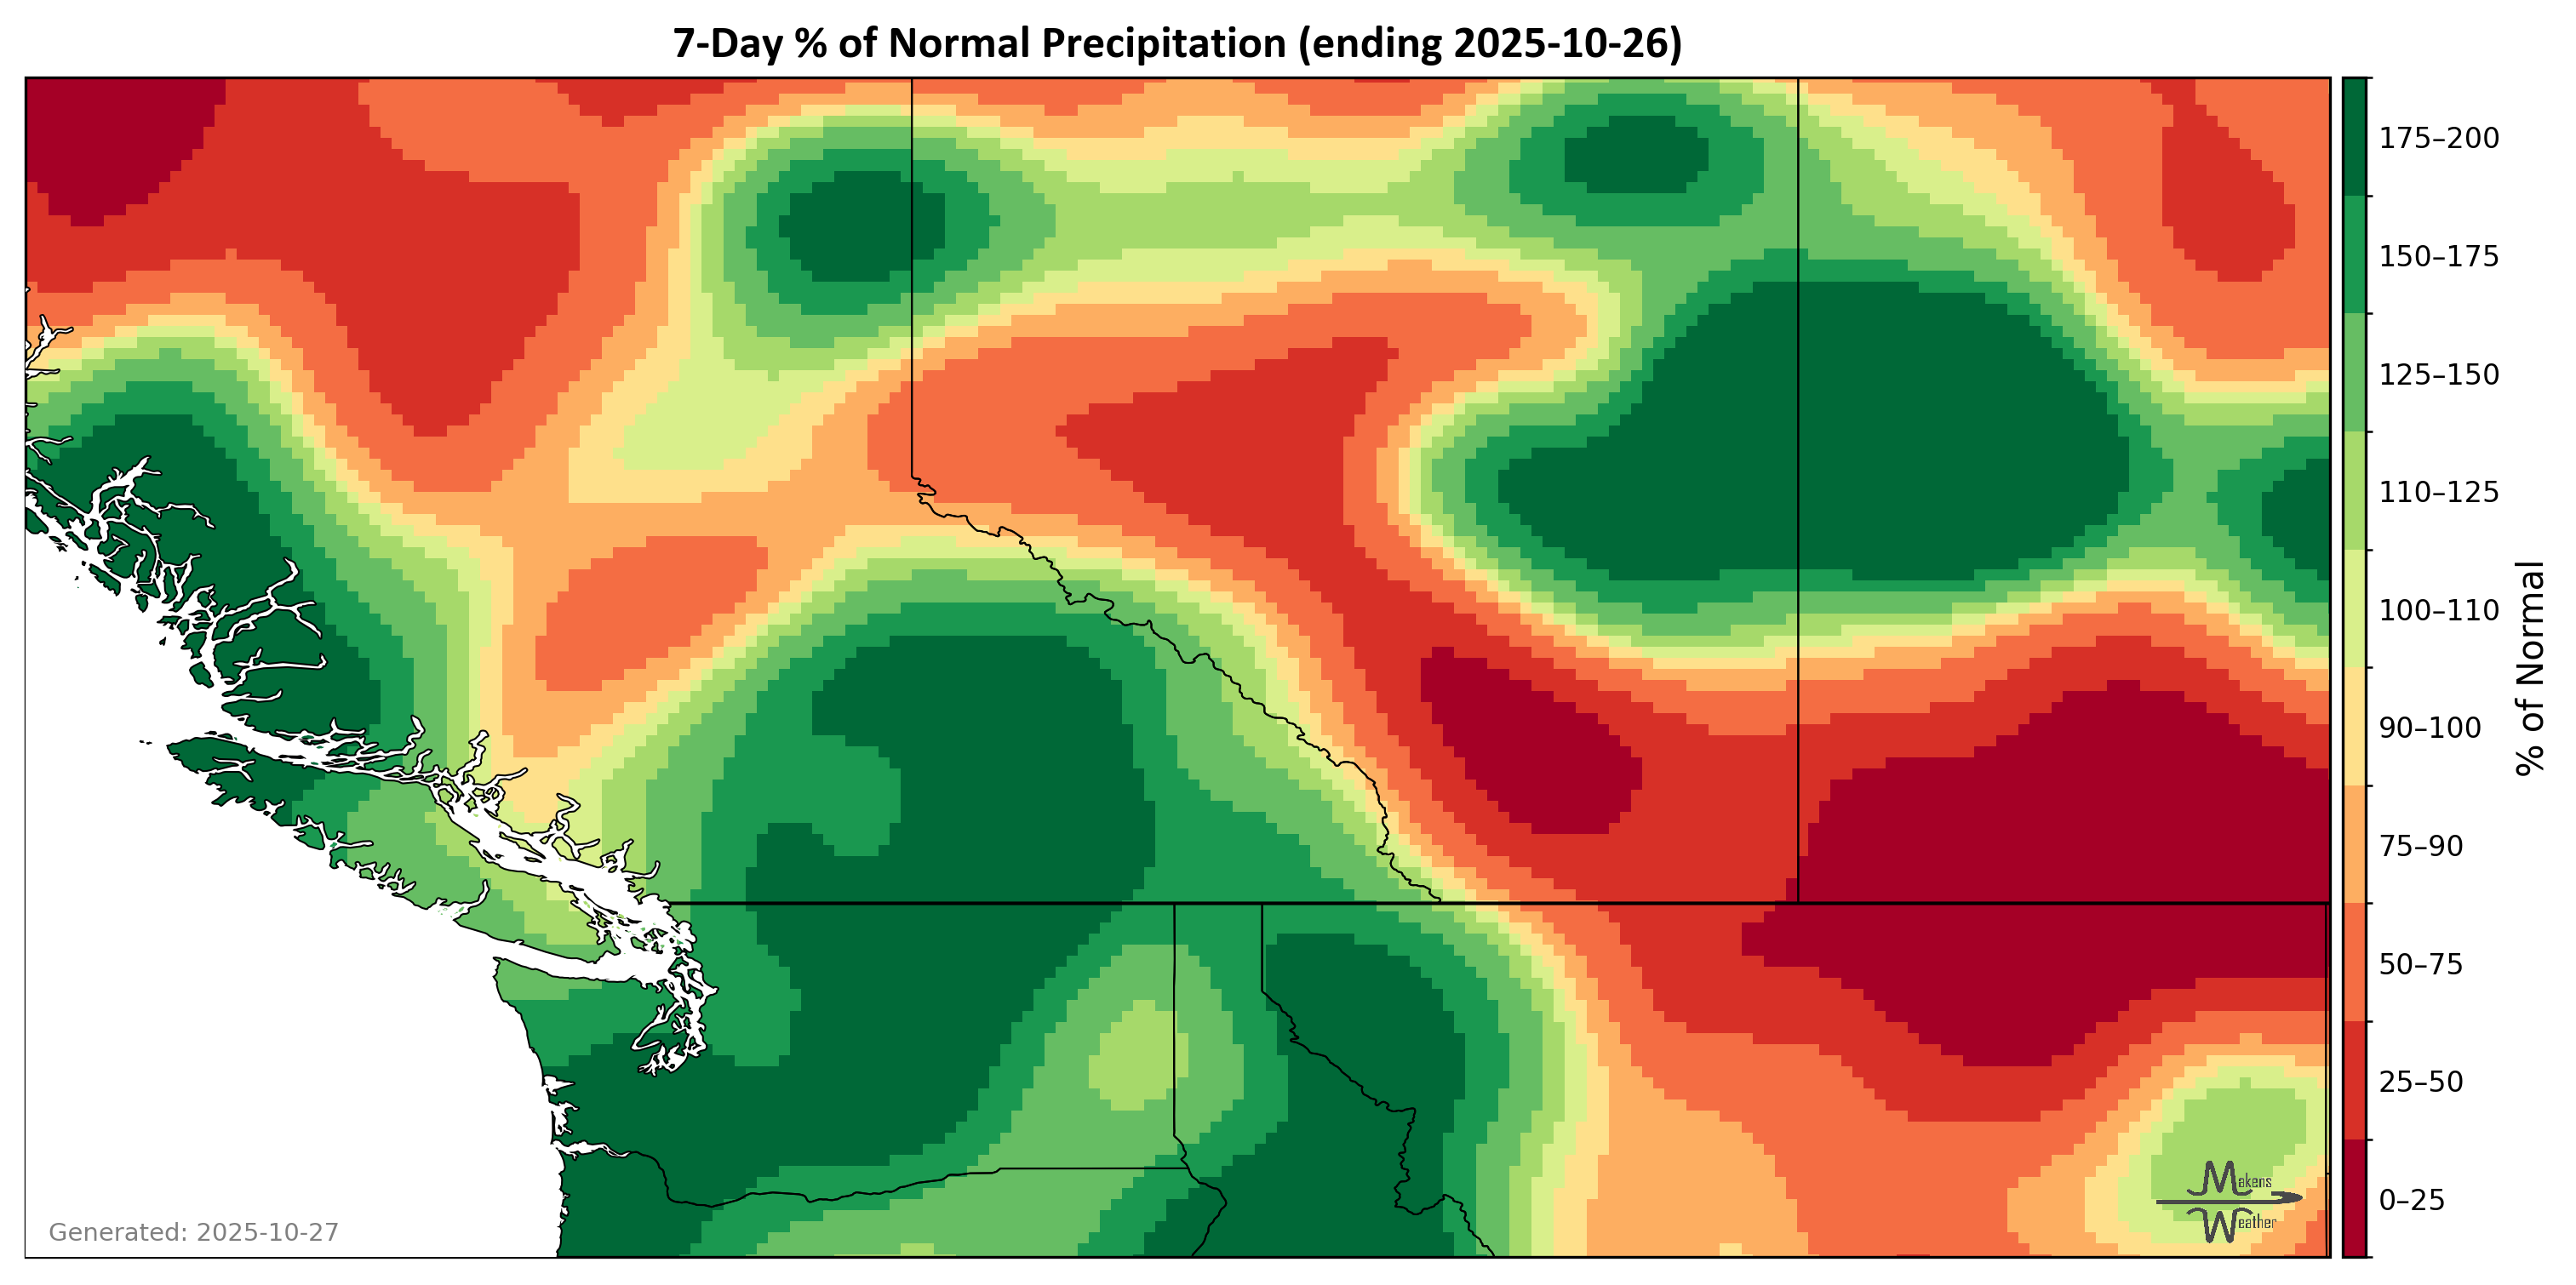 7-Day % of Normal Precipitation (ending 2025-10-26)
175–200
150–175
125–150
110–125
100–110
90–100
75–90
50–75
25–50
0–25
% of Normal
Makens
Weather
Generated: 2025-10-27